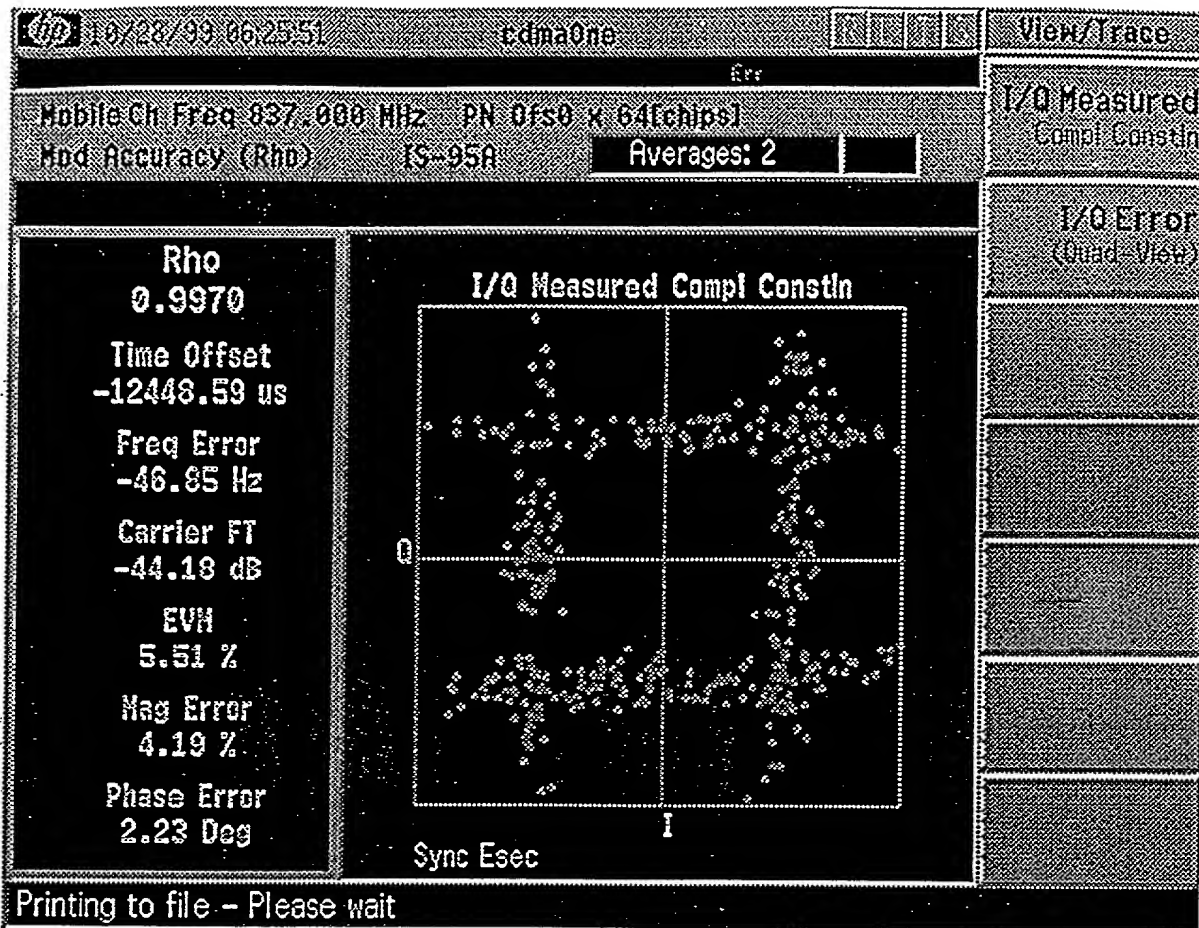 hp 10/28/99 06:25:51 cdmaOne
View/Trace
Err
Mobile Ch Freq 837.000 MHz PN Ofs0 x 64[chips]
Mod Accuracy (Rho) IS-95A Averages: 2
I/Q Measured
Compl Constln
I/Q Error
(Quad-View)
Rho
0.9970
Time Offset
-12448.59 us
Freq Error
-46.85 Hz
Carrier FT
-44.18 dB
EVM
5.51 %
Mag Error
4.19 %
Phase Error
2.23 Deg
I/Q Measured Compl Constln
Q
I
Sync Esec
Printing to file - Please wait